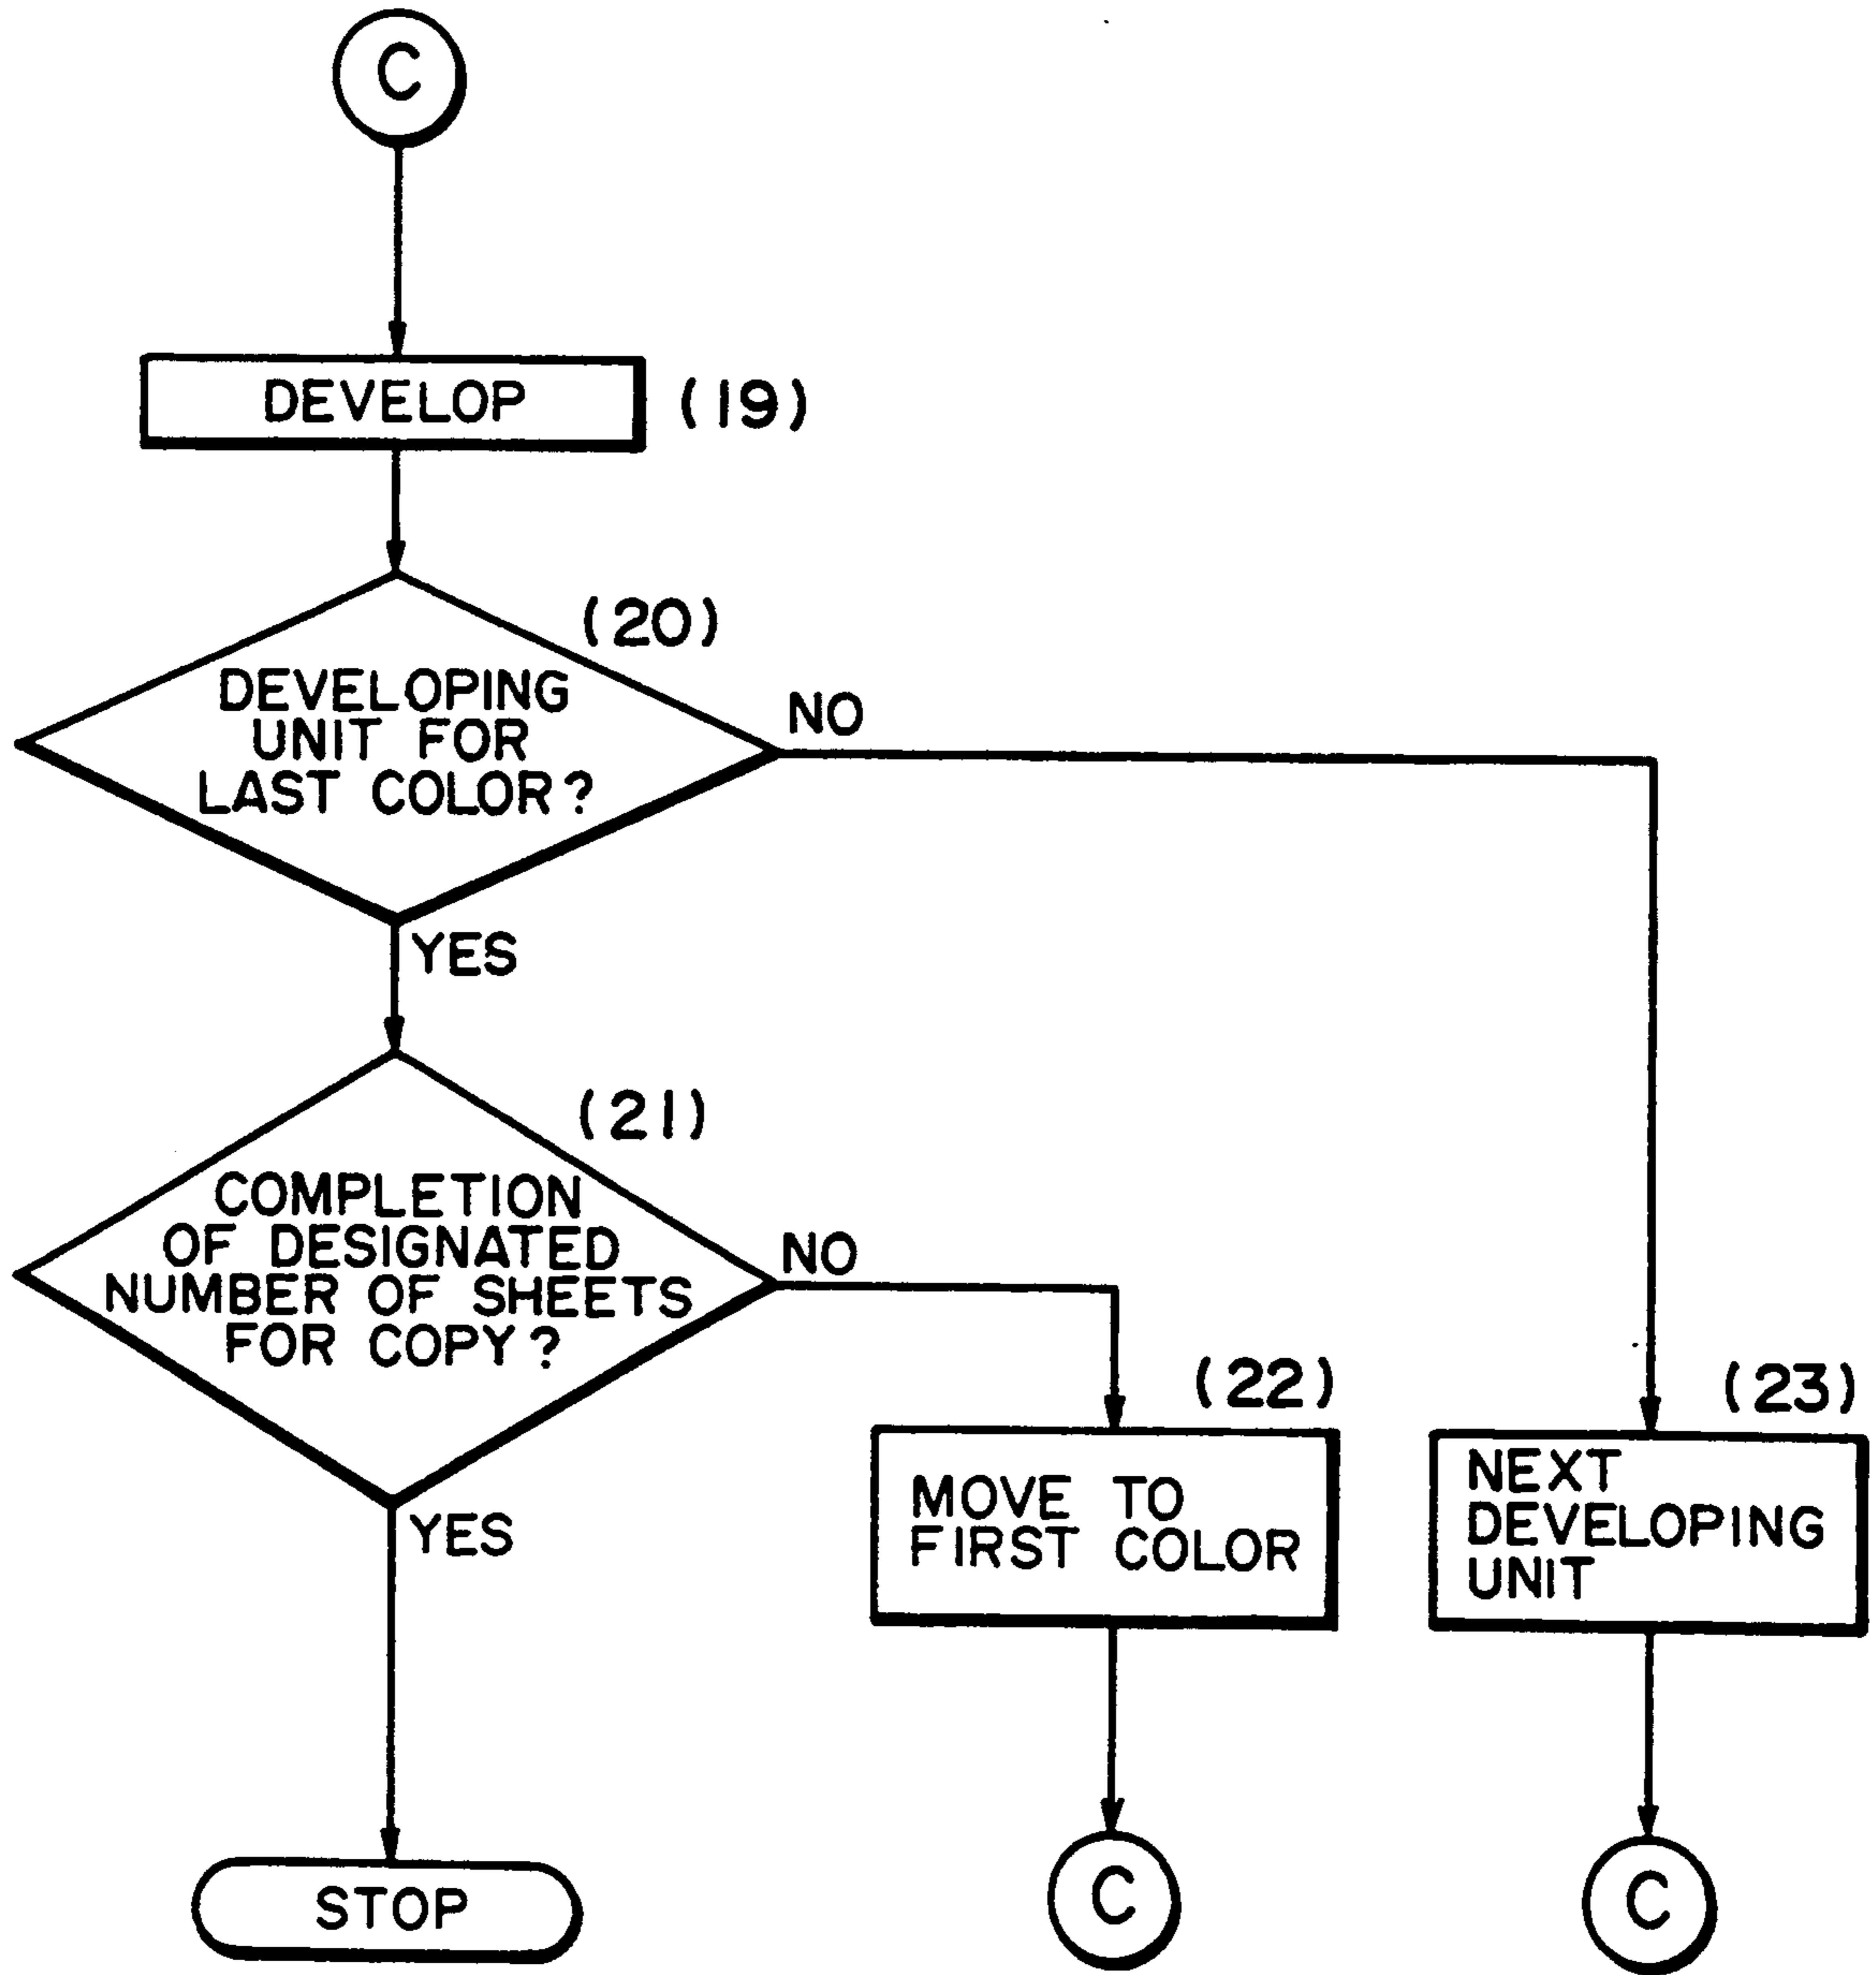 C
DEVELOP
(19)
(20)
DEVELOPING
UNIT FOR
LAST COLOR?
NO
YES
(21)
COMPLETION
OF DESIGNATED
NUMBER OF SHEETS
FOR COPY?
NO
YES
(22)
MOVE TO
FIRST COLOR
(23)
NEXT
DEVELOPING
UNIT
STOP
C
C